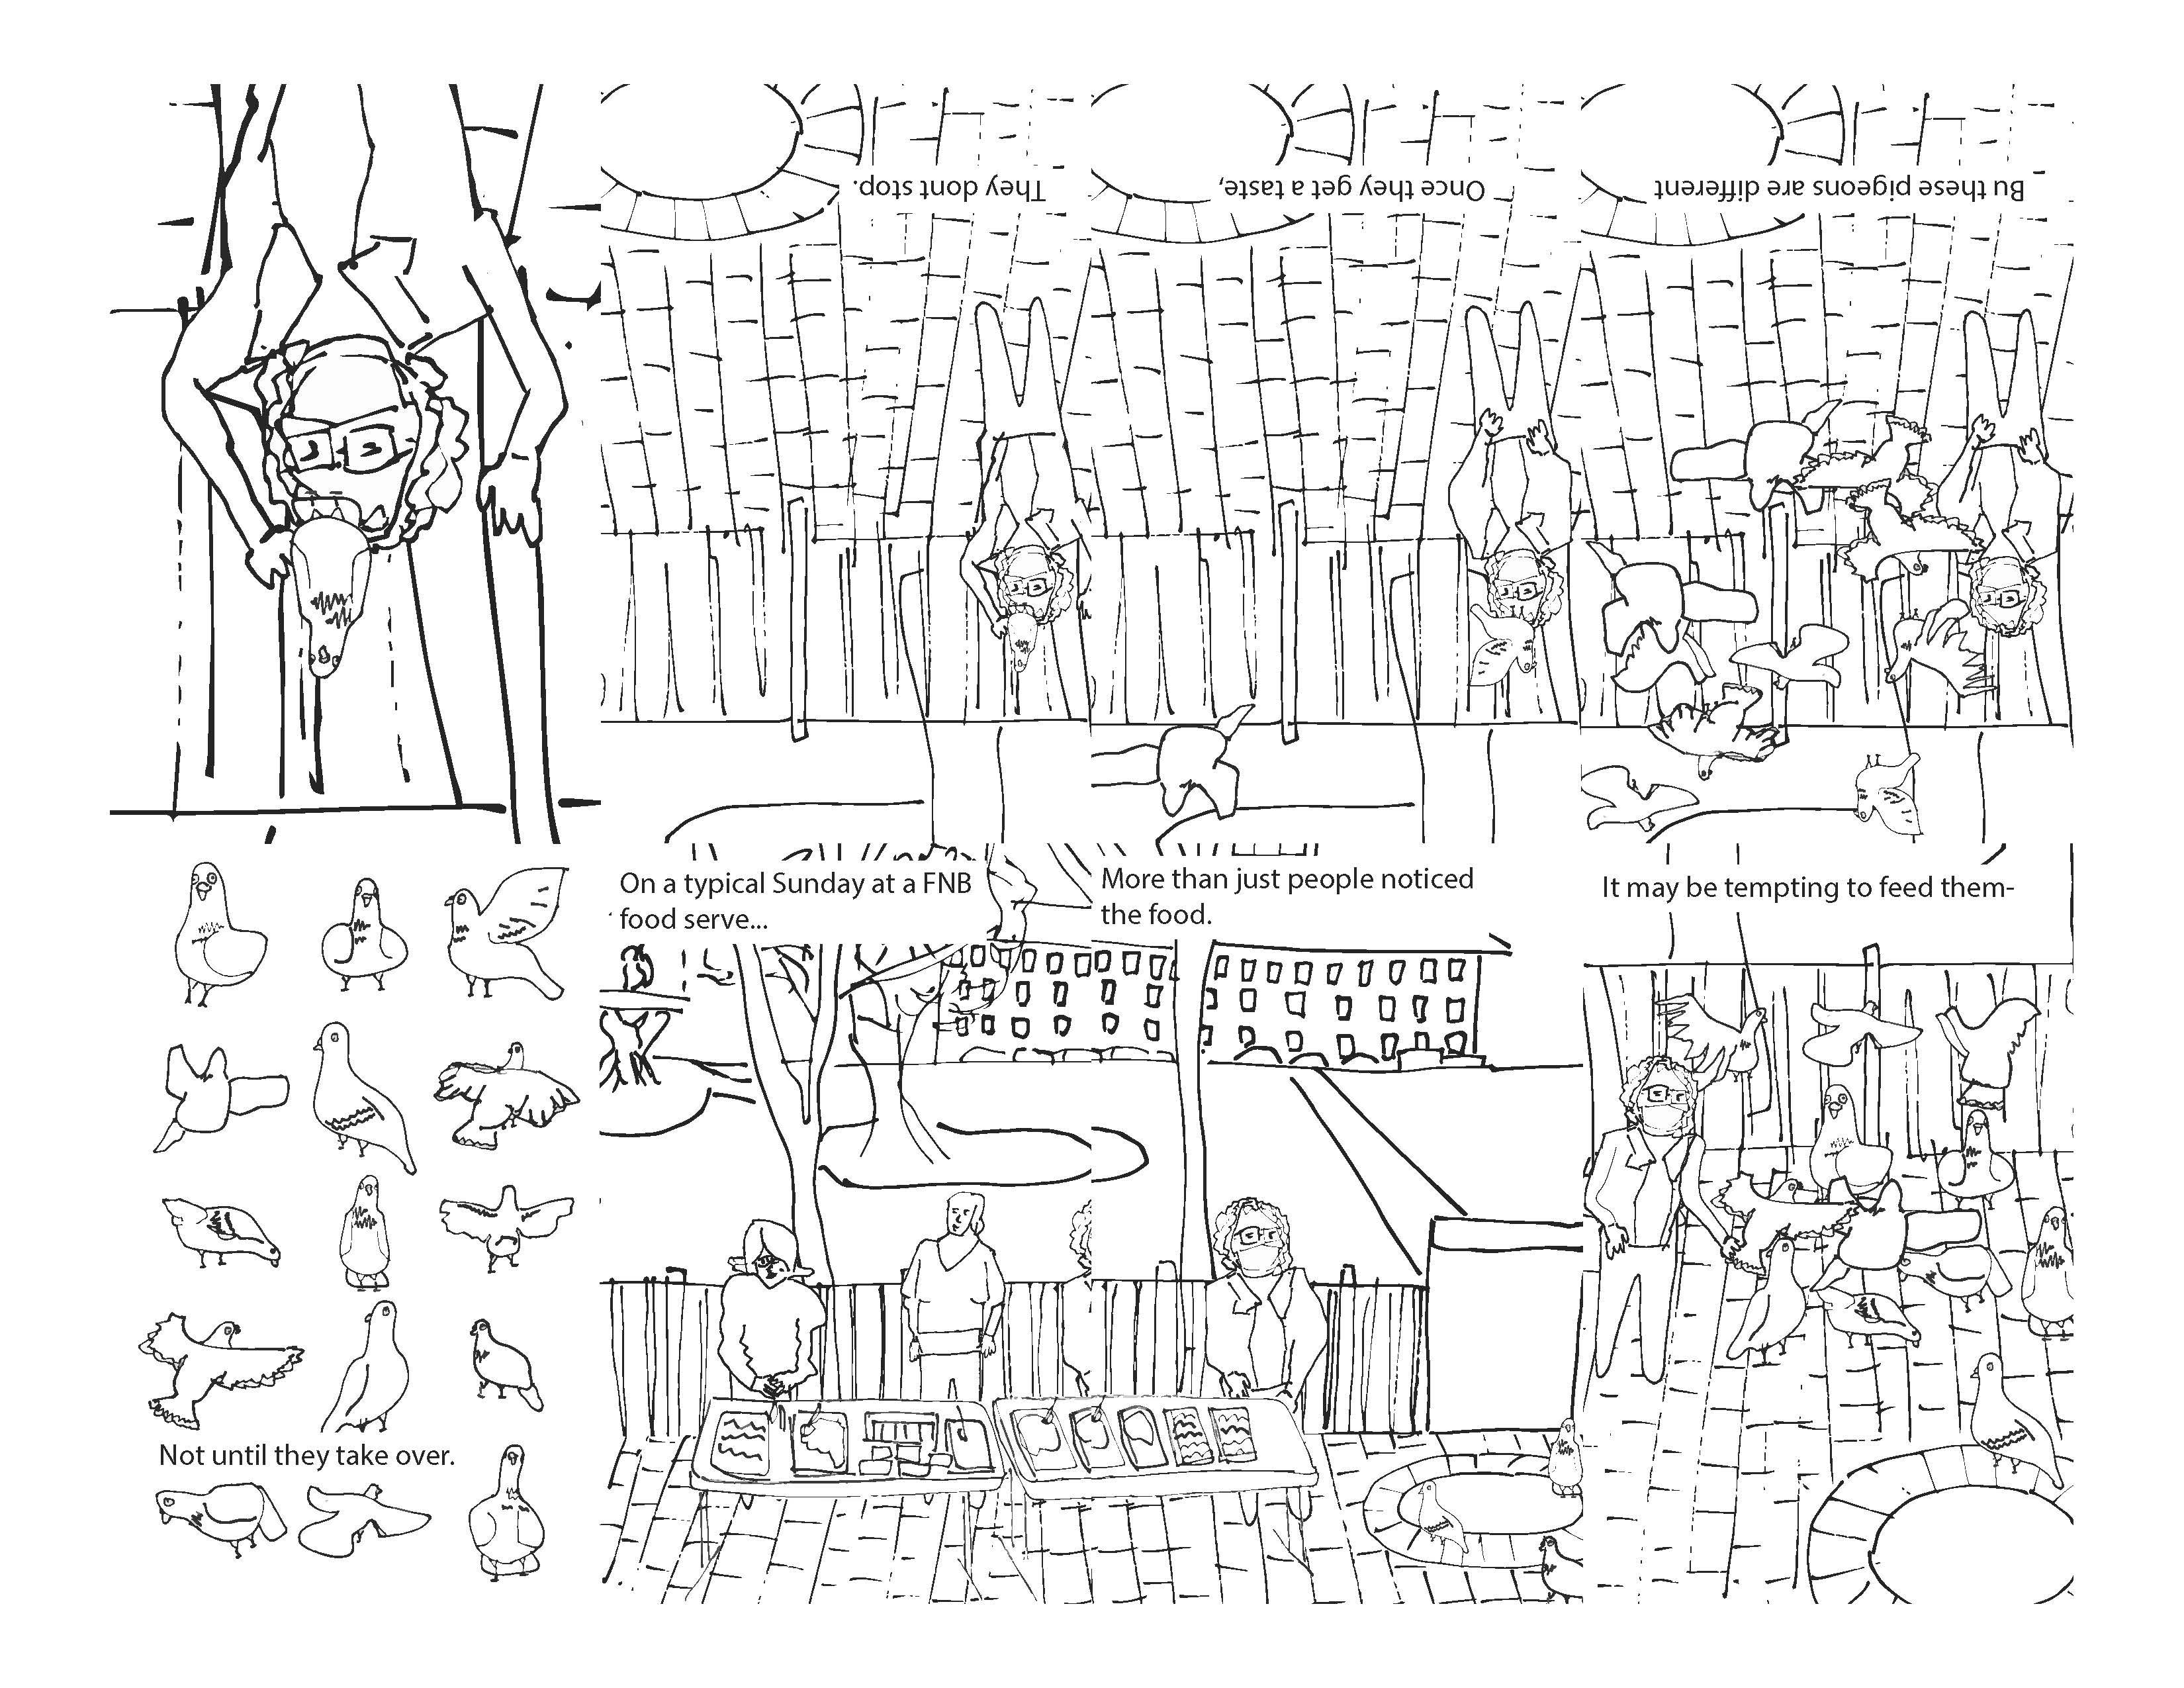 On a typical Sunday at a FNB
food serve...
More than just people noticed
the food.
It may be tempting to feed them-
Bu these pigeons are different
Once they get a taste,
They dont stop.
Not until they take over.